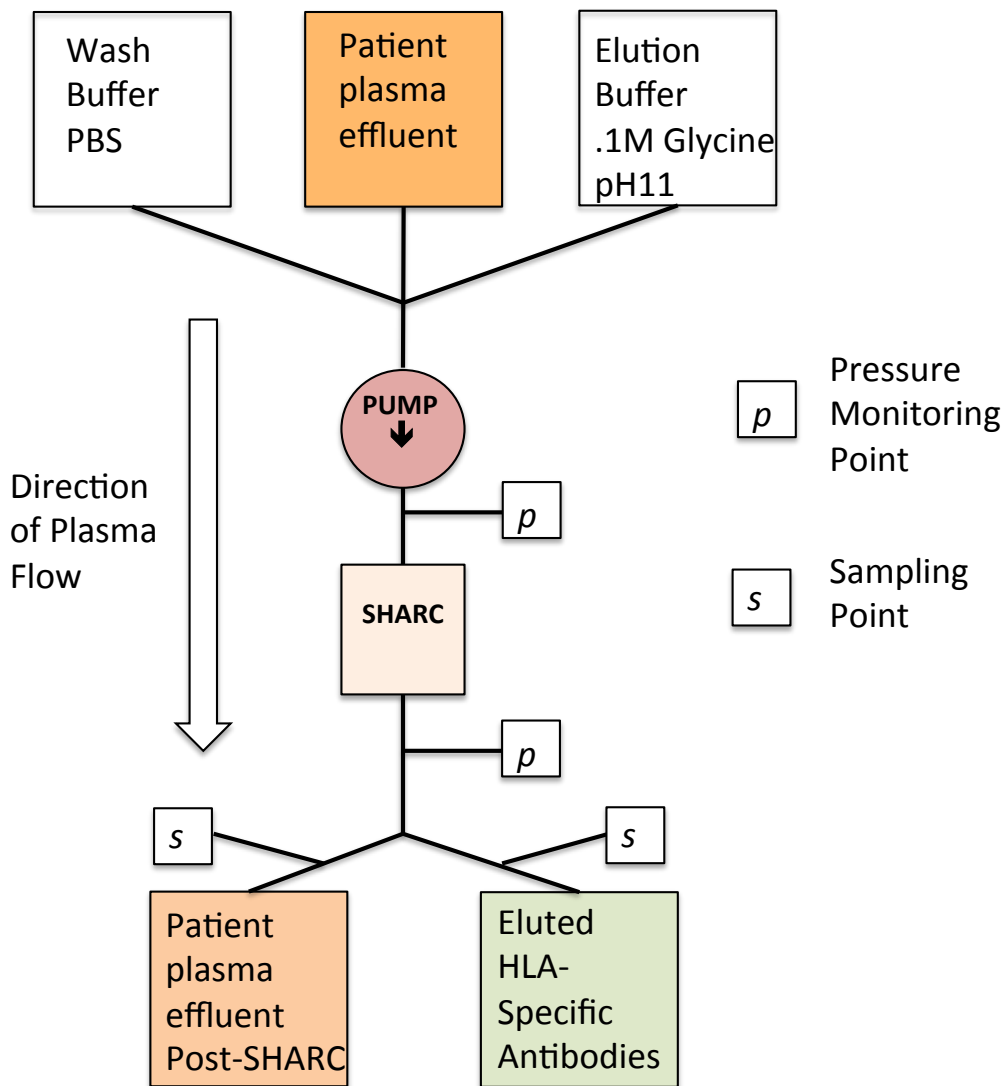 Wash
Buffer
PBS
Patient
plasma
effluent
Elution
Buffer
.1M Glycine
pH11
PUMP
p
Pressure
Monitoring
Point
p
Direction
of Plasma
Flow
SHARC
s
Sampling
Point
p
s
s
Patient
plasma
effluent
Post-SHARC
Eluted
HLA-
Specific
Antibodies